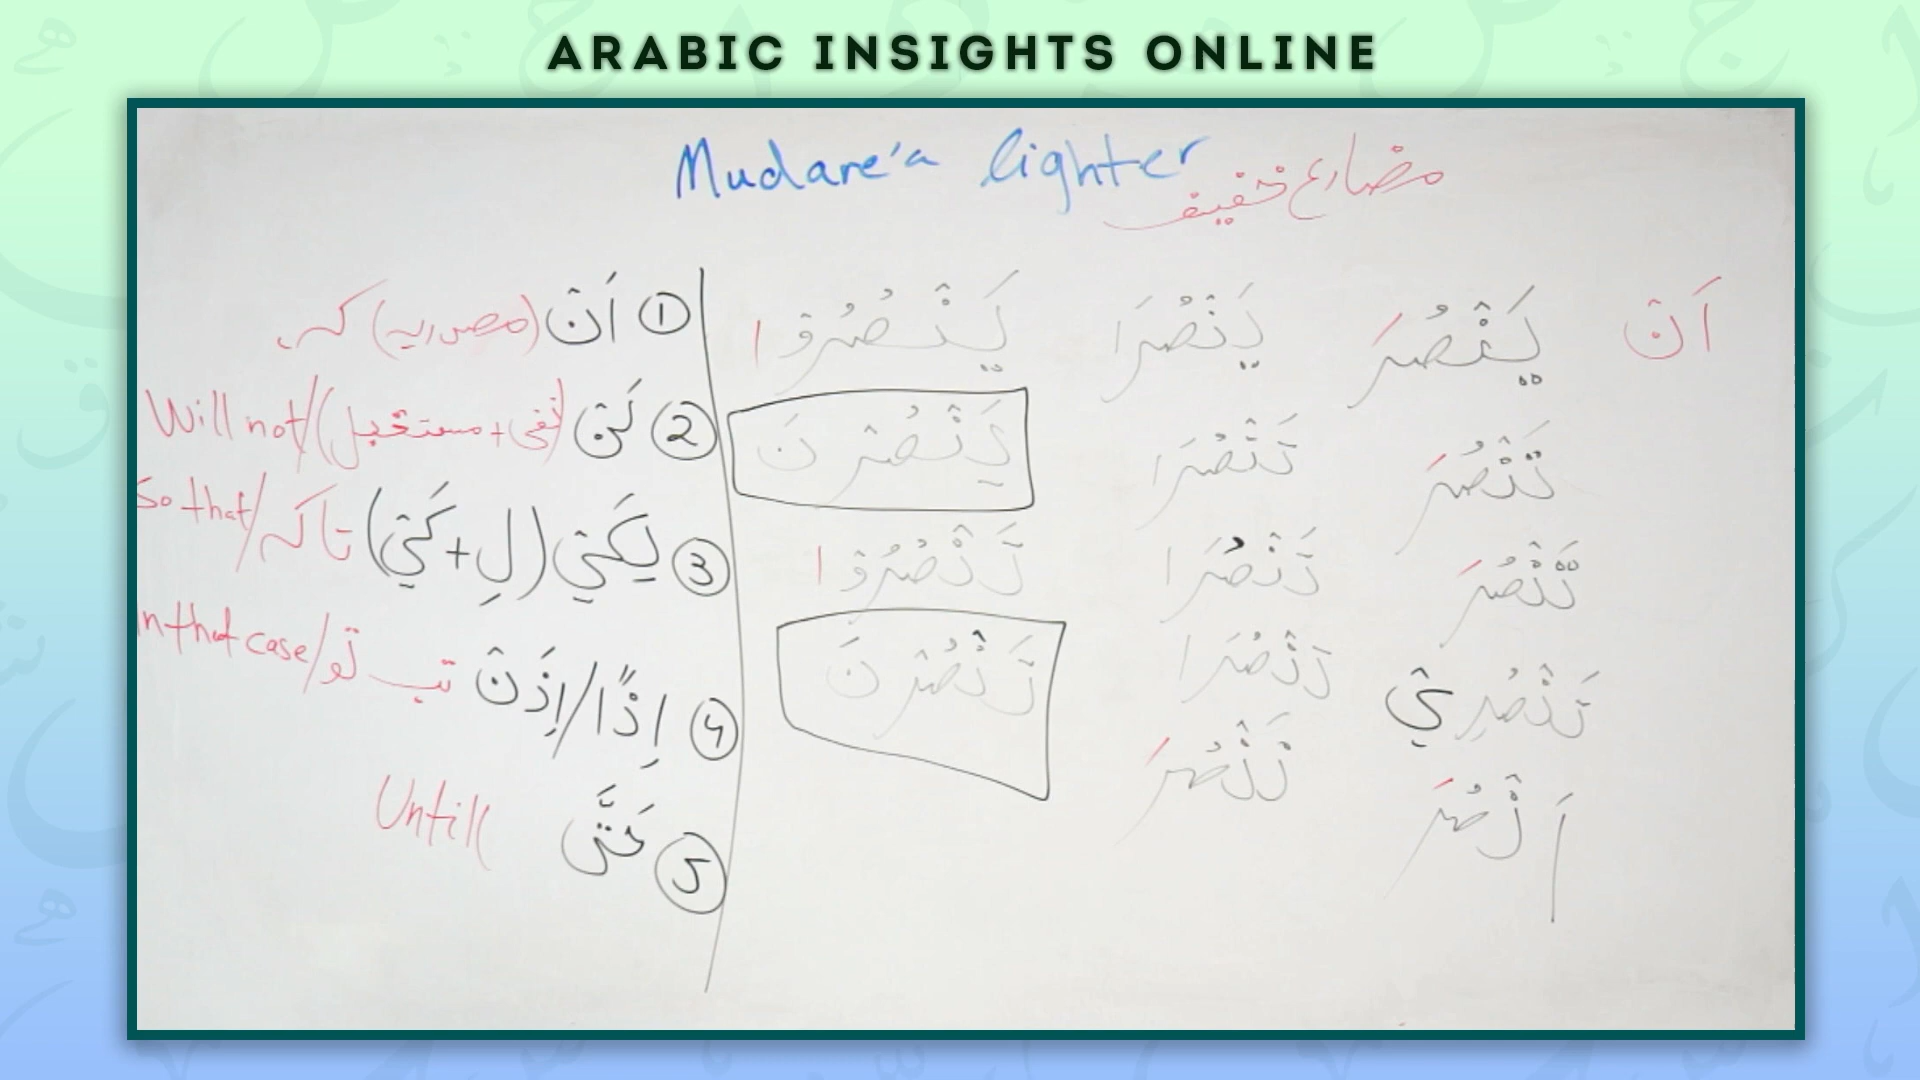 ARABIC INSIGHTS ONLINE
Mudare'a lighter
مضارع خفیف
اَنْ يَنْصُرَ يَنْصُرَا يَنْصُرُوْا
تَنْصُرَ تَنْصُرَا يَنْصُرْنَ
تَنْصُرَ تَنْصُرَا تَنْصُرُوْا
تَنْصُرِيْ تَنْصُرَا تَنْصُرْنَ
اَنْصُرَ نَنْصُرَ
① اَنْ (مصدریہ) کہ
② لَنْ (نفی + مستقبل) / Will not
③ لِكَيْ (لِ + كَيْ) تاکہ / So that
④ اِذًا / اِذَنْ تب تو / n that case
⑤ حَتّٰى Untill